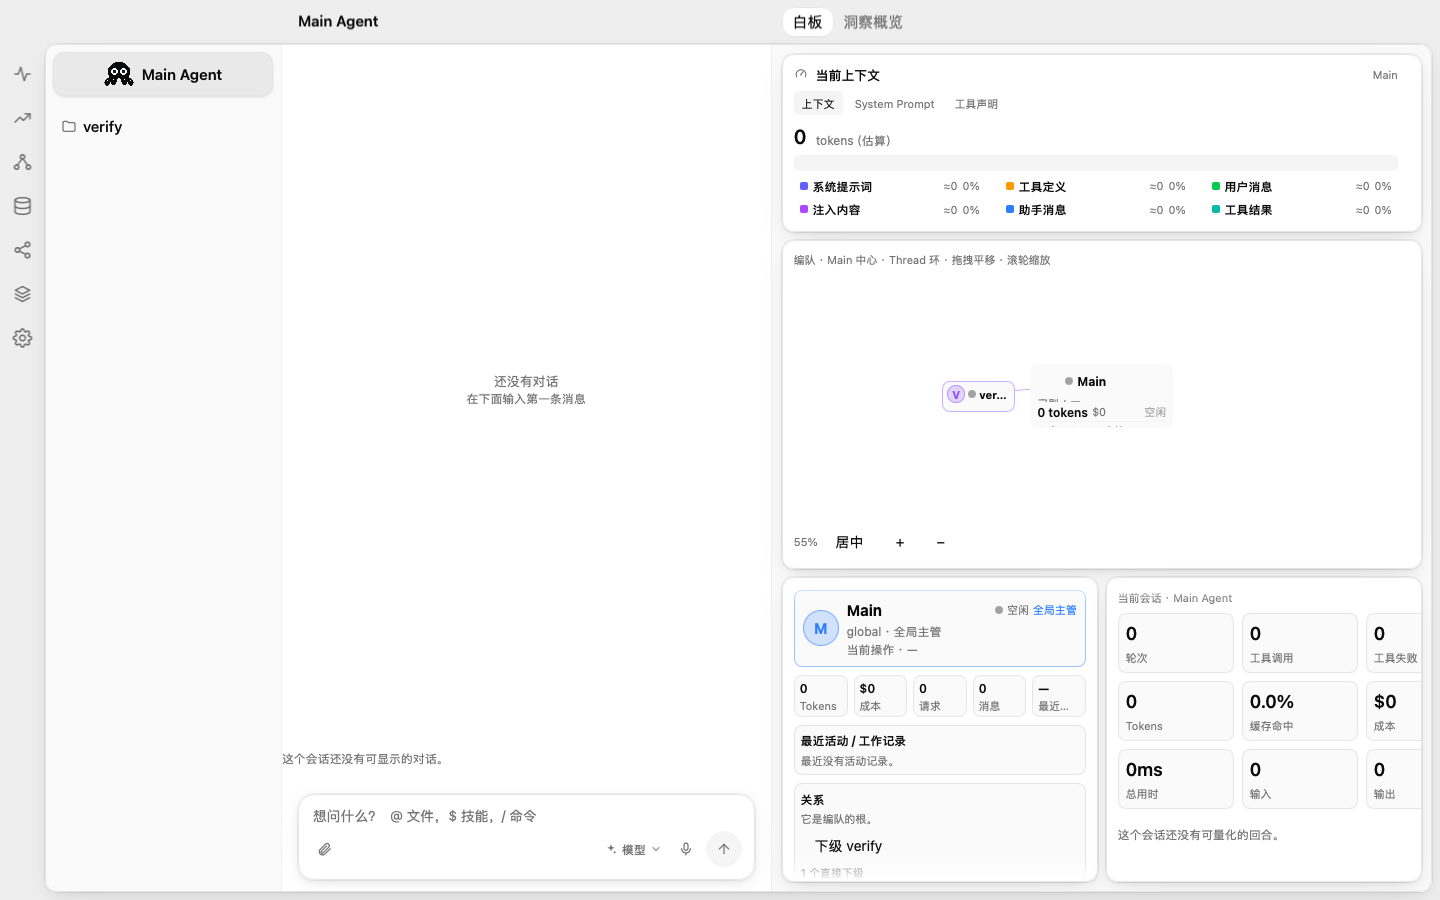 Main Agent
白板 洞察概览
Main Agent
verify
还没有对话
在下面输入第一条消息
这个会话还没有可显示的对话。
想问什么? @ 文件, $ 技能, / 命令
模型
当前上下文 Main
上下文 System Prompt 工具声明
0 tokens (估算)
系统提示词 ≈0 0% 工具定义 ≈0 0% 用户消息 ≈0 0%
注入内容 ≈0 0% 助手消息 ≈0 0% 工具结果 ≈0 0%
编队 · Main 中心 · Thread 环 · 拖拽平移 · 滚轮缩放
V ver...
Main
0 tokens $0 空闲
55% 居中 + −
M Main 空闲 全局主管
global · 全局主管
当前操作 · —
0 $0 0 0 —
Tokens 成本 请求 消息 最近...
最近活动 / 工作记录
最近没有活动记录。
关系
它是编队的根。
下级 verify
1 个直接下级
当前会话 · Main Agent
0 0 0
轮次 工具调用 工具失败
0 0.0% $0
Tokens 缓存命中 成本
0ms 0 0
总用时 输入 输出
这个会话还没有可量化的回合。